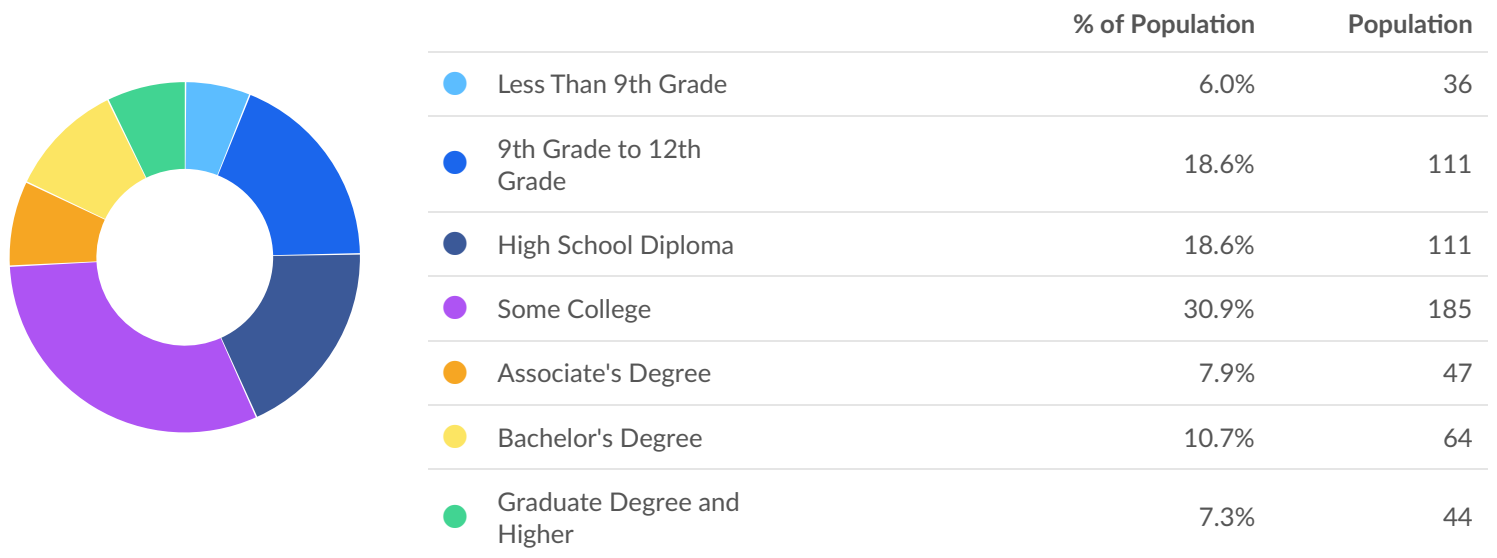 % of Population Population
Less Than 9th Grade 6.0% 36
9th Grade to 12th
Grade 18.6% 111
High School Diploma 18.6% 111
Some College 30.9% 185
Associate's Degree 7.9% 47
Bachelor's Degree 10.7% 64
Graduate Degree and
Higher 7.3% 44